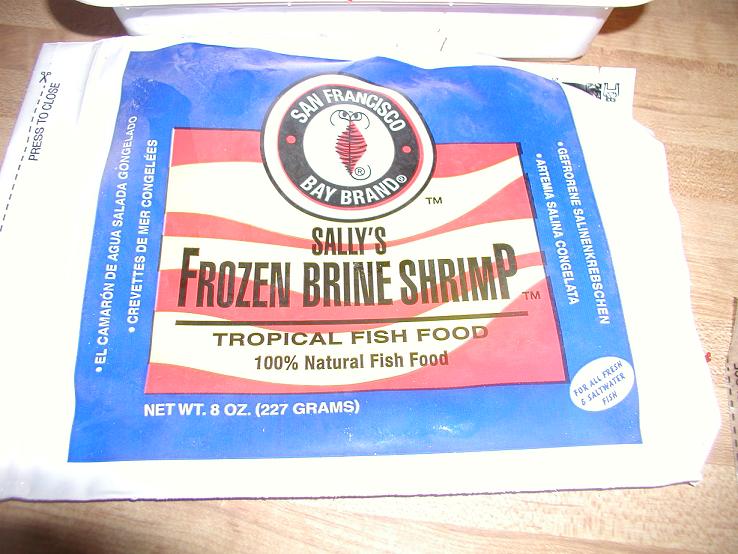 PRESS TO CLOSE
SAN FRANCISCO
BAY BRAND®
®
TM
• EL CAMARÓN DE AGUA SALADA GÓNGELADO
• CREVETTES DE MER CONGELÉES
• GEFRORENE SALINENKREBSCHEN
• ARTEMIA SALINA CONGELATA
SALLY'S
FROZEN BRINE SHRIMP TM
TROPICAL FISH FOOD
100% Natural Fish Food
NET WT. 8 OZ. (227 GRAMS)
FOR ALL FRESH
& SALTWATER
FISH